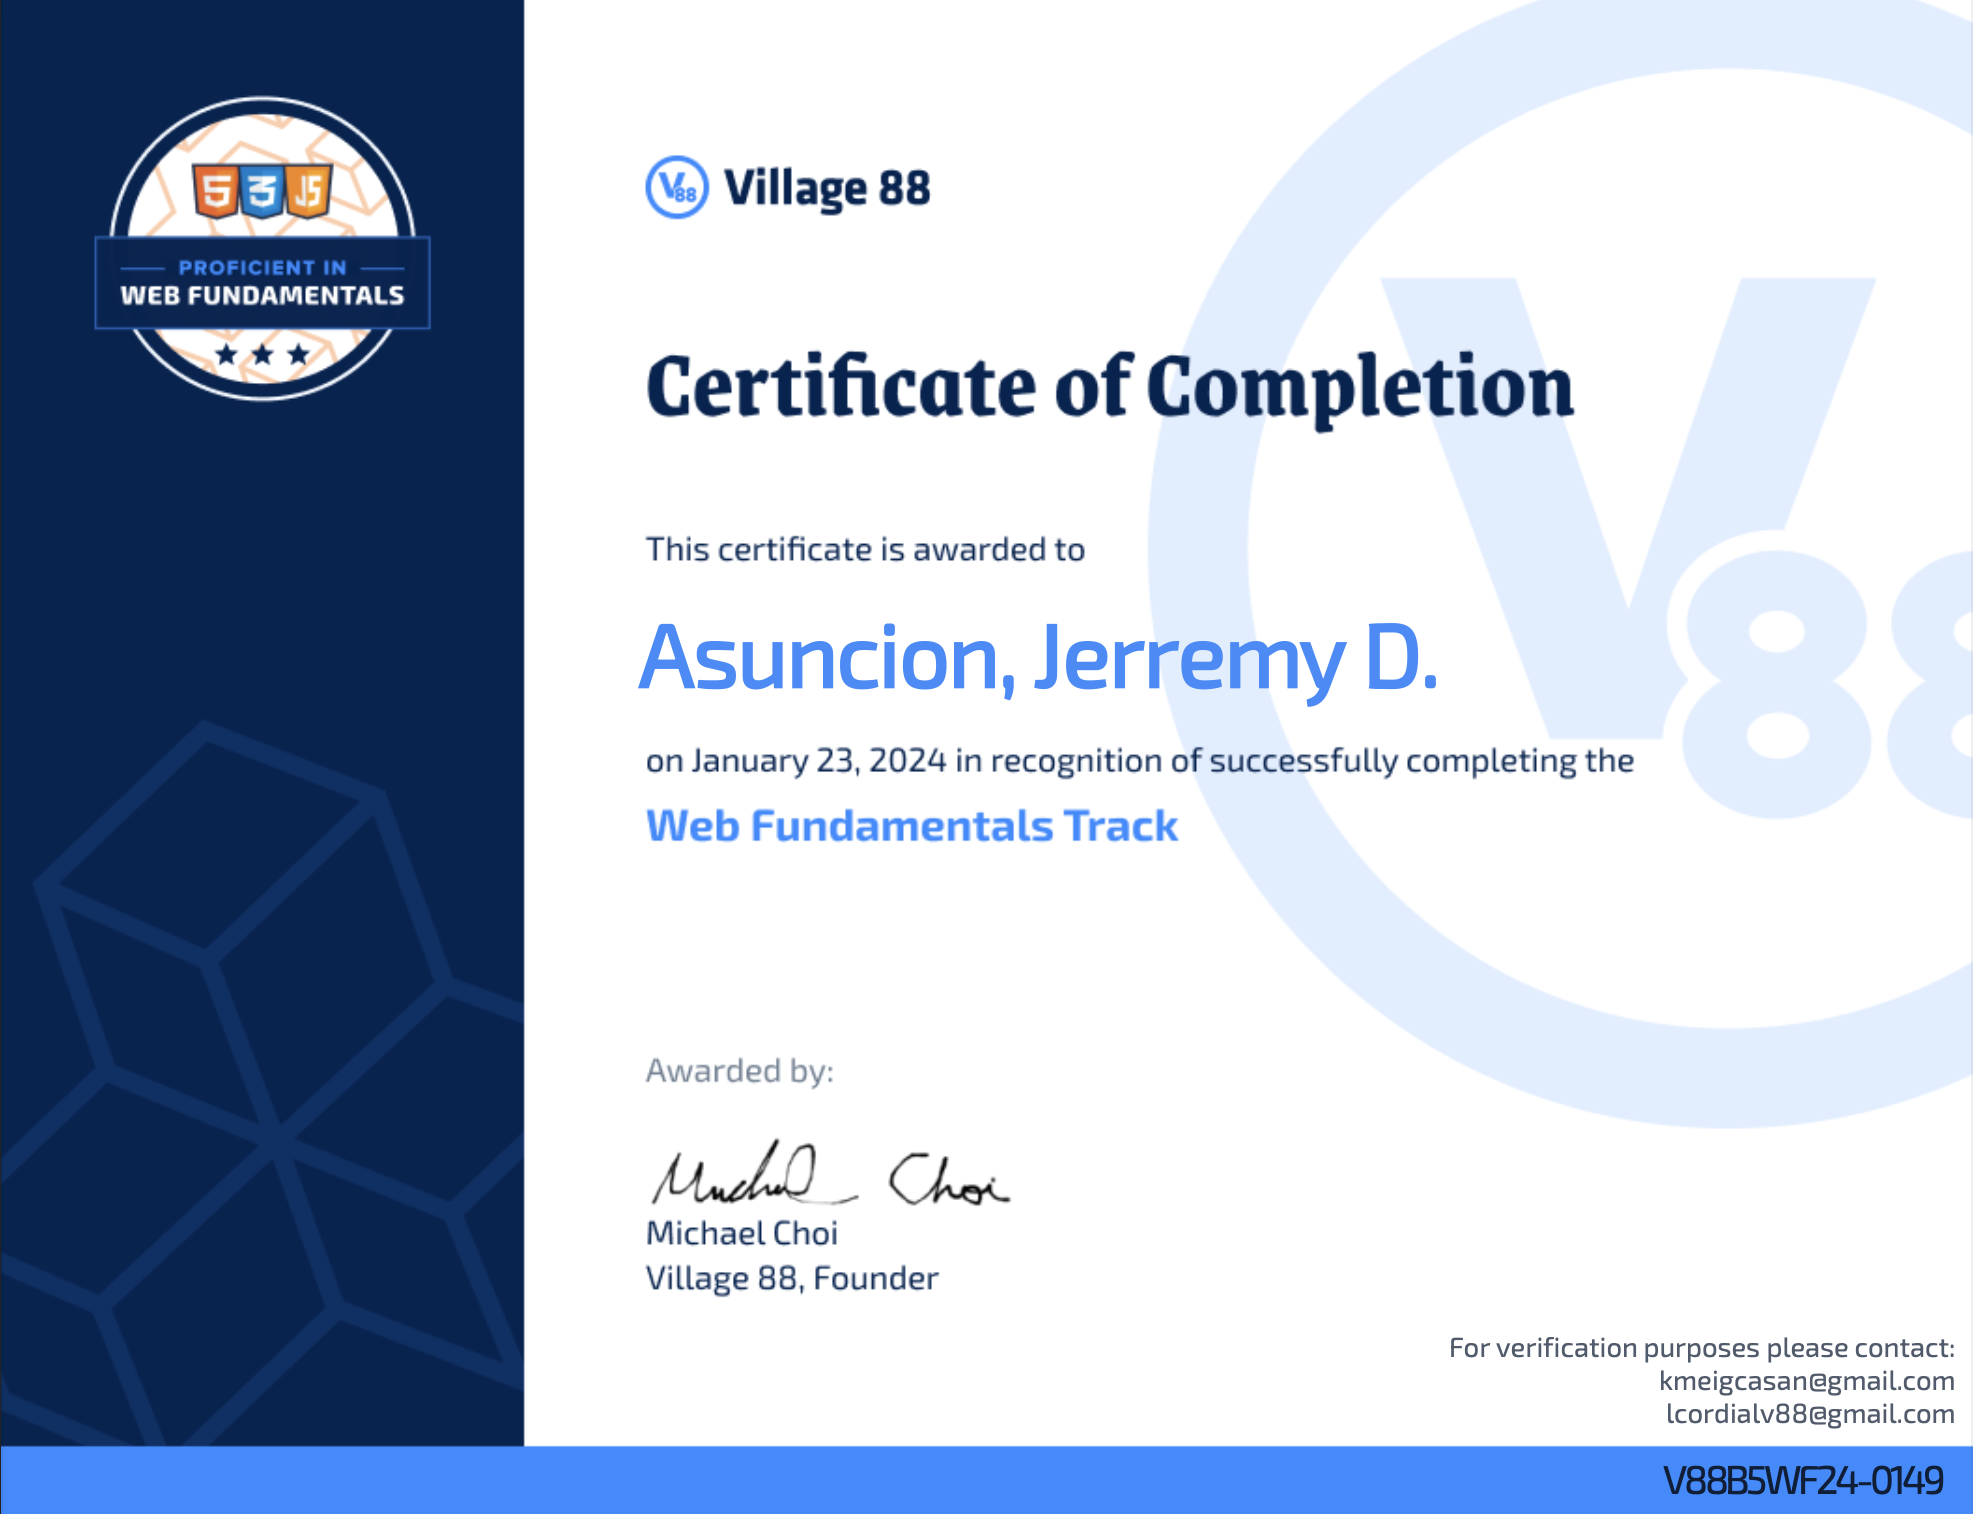 5 3 JS
PROFICIENT IN
WEB FUNDAMENTALS
V88 Village 88
Certificate of Completion
This certificate is awarded to
Asuncion, Jerremy D.
on January 23, 2024 in recognition of successfully completing the
Web Fundamentals Track
V88
Awarded by:
Michael Choi
Michael Choi
Village 88, Founder
For verification purposes please contact:
kmeigcasan@gmail.com
lcordialv88@gmail.com
V88B5WF24-0149